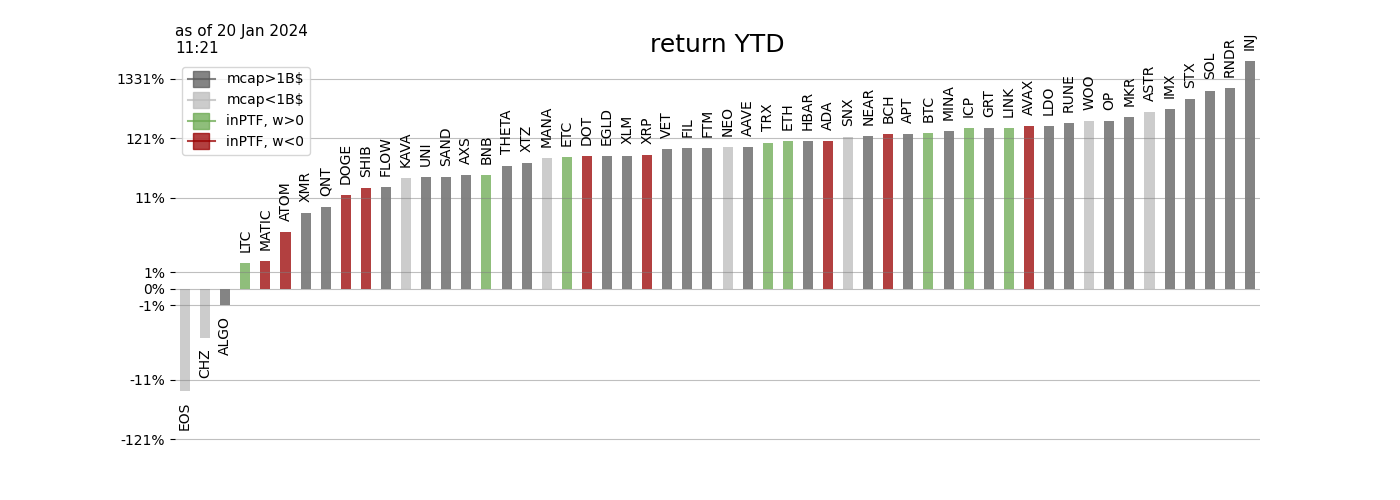 as of 20 Jan 2024
11:21
return YTD
mcap>1B$
mcap<1B$
inPTF, w>0
inPTF, w<0
1331%
121%
11%
1%
0%
-1%
-11%
-121%
EOS
CHZ
ALGO
LTC
MATIC
ATOM
XMR
QNT
DOGE
SHIB
FLOW
KAVA
UNI
SAND
AXS
BNB
THETA
XTZ
MANA
ETC
DOT
EGLD
XLM
XRP
VET
FIL
FTM
NEO
AAVE
TRX
ETH
HBAR
ADA
SNX
NEAR
BCH
APT
BTC
MINA
ICP
GRT
LINK
AVAX
LDO
RUNE
WOO
OP
MKR
ASTR
IMX
STX
SOL
RNDR
INJ